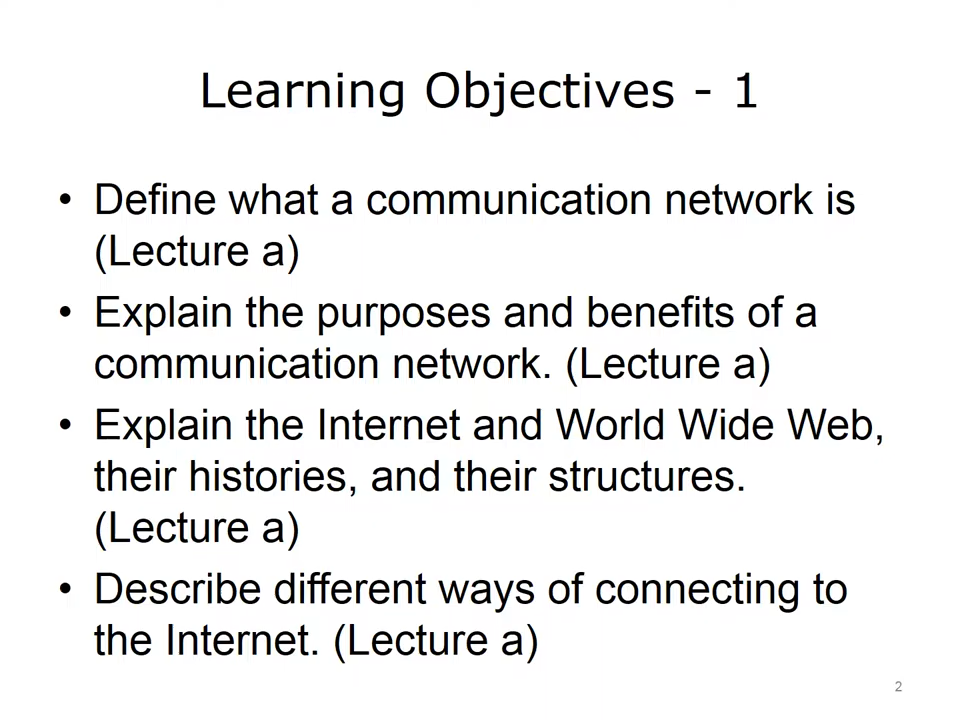 Learning Objectives - 1
• Define what a communication network is
(Lecture a)
• Explain the purposes and benefits of a
communication network. (Lecture a)
• Explain the Internet and World Wide Web,
their histories, and their structures.
(Lecture a)
• Describe different ways of connecting to
the Internet. (Lecture a)
2